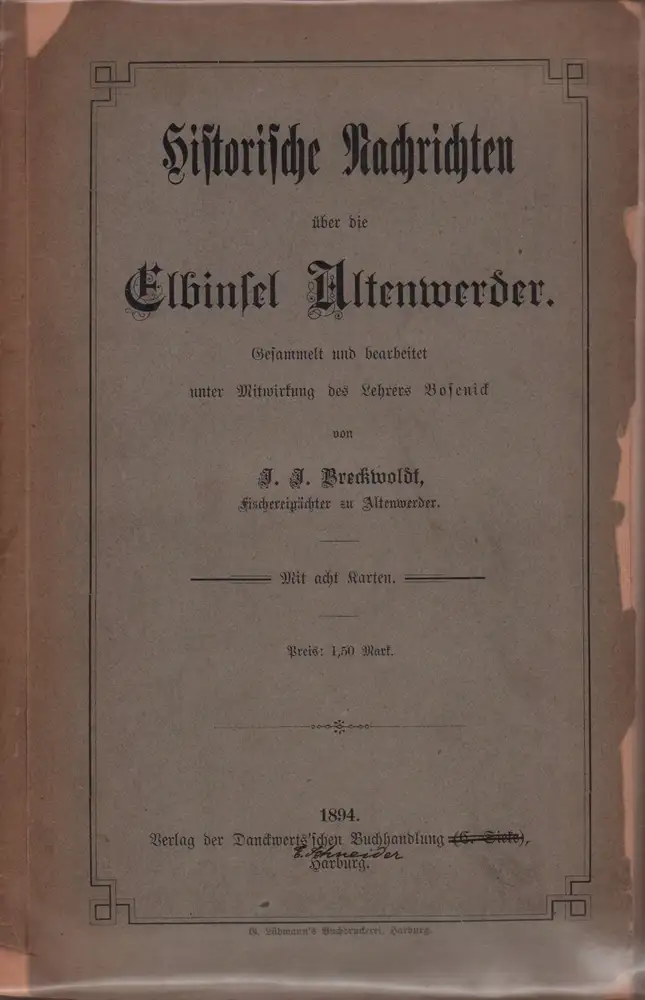 Historische Nachrichten
über die
Elbinsel Altenwerder.
Gesammelt und bearbeitet
unter Mitwirkung des Lehrers Bosenick
von
J. J. Breckwoldt,
Fischereipächter zu Altenwerder.
Mit acht Karten.
Preis: 1,50 Mark.
1894.
Verlag der Danckwerts'schen Buchhandlung
E. Schneider
Harburg.
Lühmann's Buchdruckerei, Harburg.